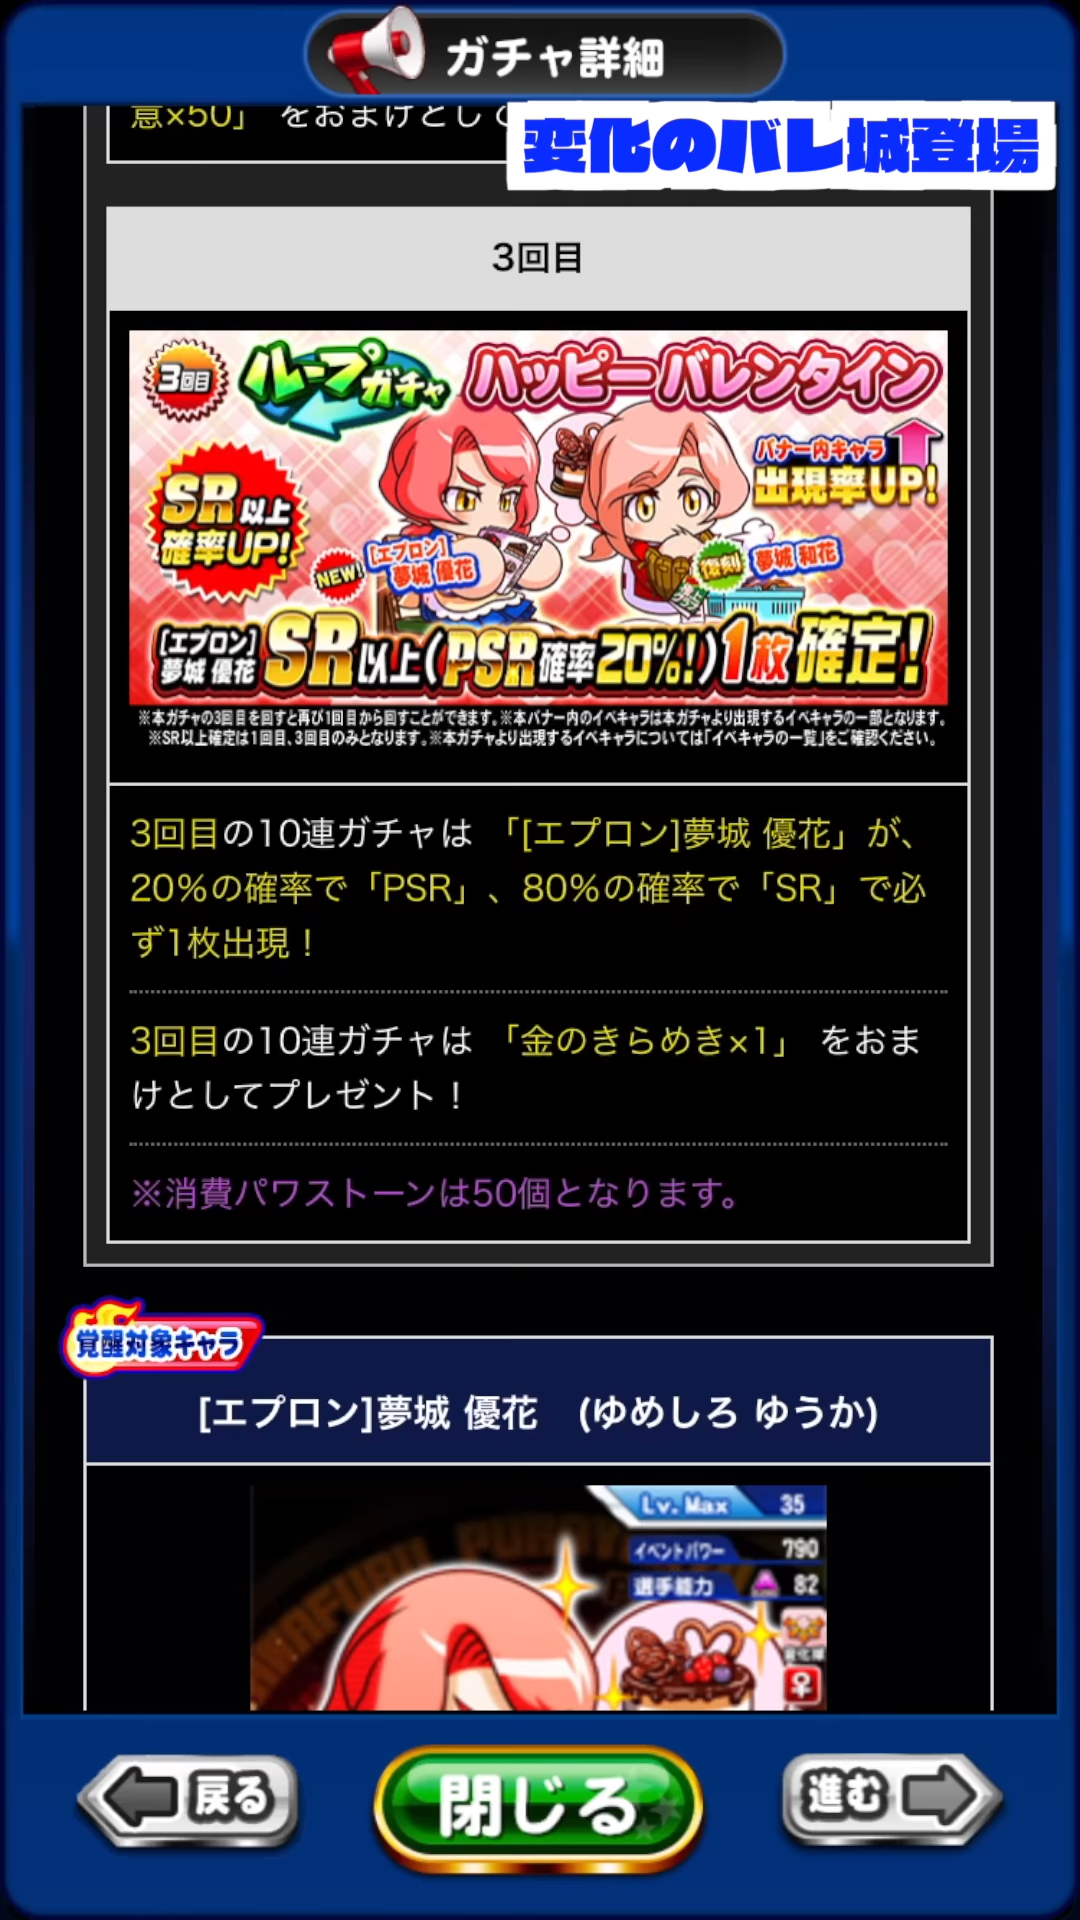 ガチャ詳細
意×50」 をおまけとして
変化のバレ城登場
3回目
3回目
ループガチャ
ハッピーバレンタイン
バナー内キャラ
出現率UP!
SR以上
確率UP!
NEW!
[エプロン]
夢城 優花
復刻
夢城 和花
[エプロン]
夢城 優花
SR以上(PSR確率20%!)1枚確定!
※本ガチャの3回目を回すと再び1回目から回すことができます。※本バナー内のイベキャラは本ガチャより出現するイベキャラの一部となります。
※SR以上確定は1回目、3回目のみとなります。※本ガチャより出現するイベキャラについては「イベキャラの一覧」をご確認ください。
3回目の10連ガチャは 「[エプロン]夢城 優花」が、
20%の確率で「PSR」、80%の確率で「SR」で必
ず1枚出現！
3回目の10連ガチャは 「金のきらめき×1」 をおま
けとしてプレゼント！
※消費パワストーンは50個となります。
覚醒対象キャラ
[エプロン]夢城 優花　(ゆめしろ ゆうか)
Lv.Max 35
イベントパワー 790
選手能力 82
変化球
戻る
閉じる
進む